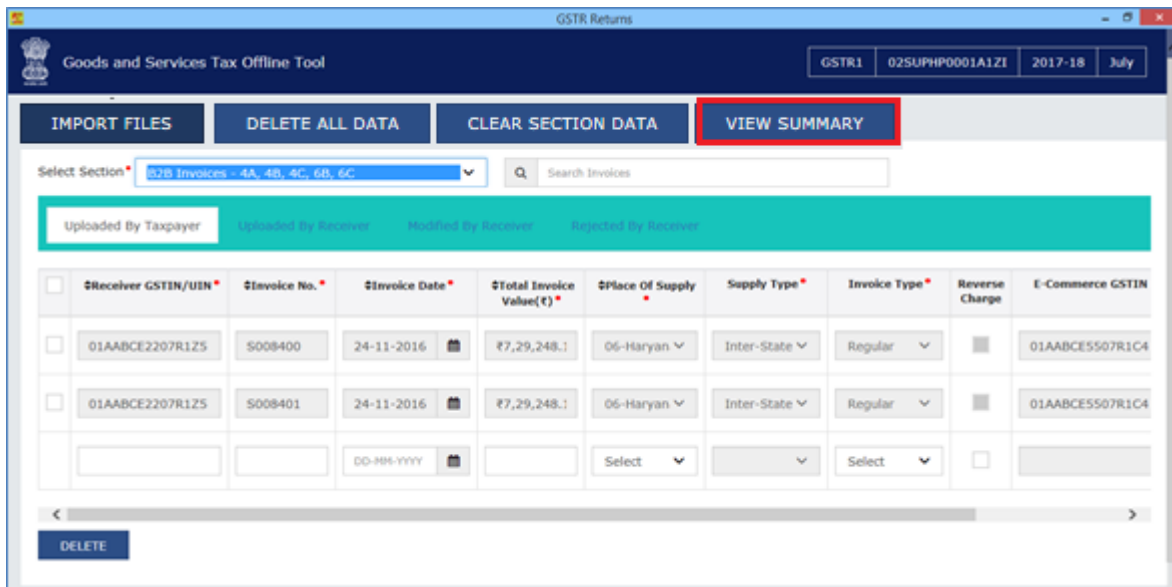 GSTR Returns
Goods and Services Tax Offline Tool GSTR1 02SUPHP0001A1ZI 2017-18 July
IMPORT FILES DELETE ALL DATA CLEAR SECTION DATA VIEW SUMMARY
Select Section* B2B Invoices - 4A, 4B, 4C, 6B, 6C Search Invoices
Uploaded By Taxpayer Uploaded By Receiver Modified By Receiver Rejected By Receiver
Receiver GSTIN/UIN* Invoice No.* Invoice Date* Total Invoice Value(₹)* Place Of Supply* Supply Type* Invoice Type* Reverse Charge E-Commerce GSTIN
01AABCE2207R1Z5 S008400 24-11-2016 ₹7,29,248.1 06-Haryan Inter-State Regular 01AABCE5507R1C4
01AABCE2207R1Z5 S008401 24-11-2016 ₹7,29,248.1 06-Haryan Inter-State Regular 01AABCE5507R1C4
DD-MM-YYYY Select Select
DELETE